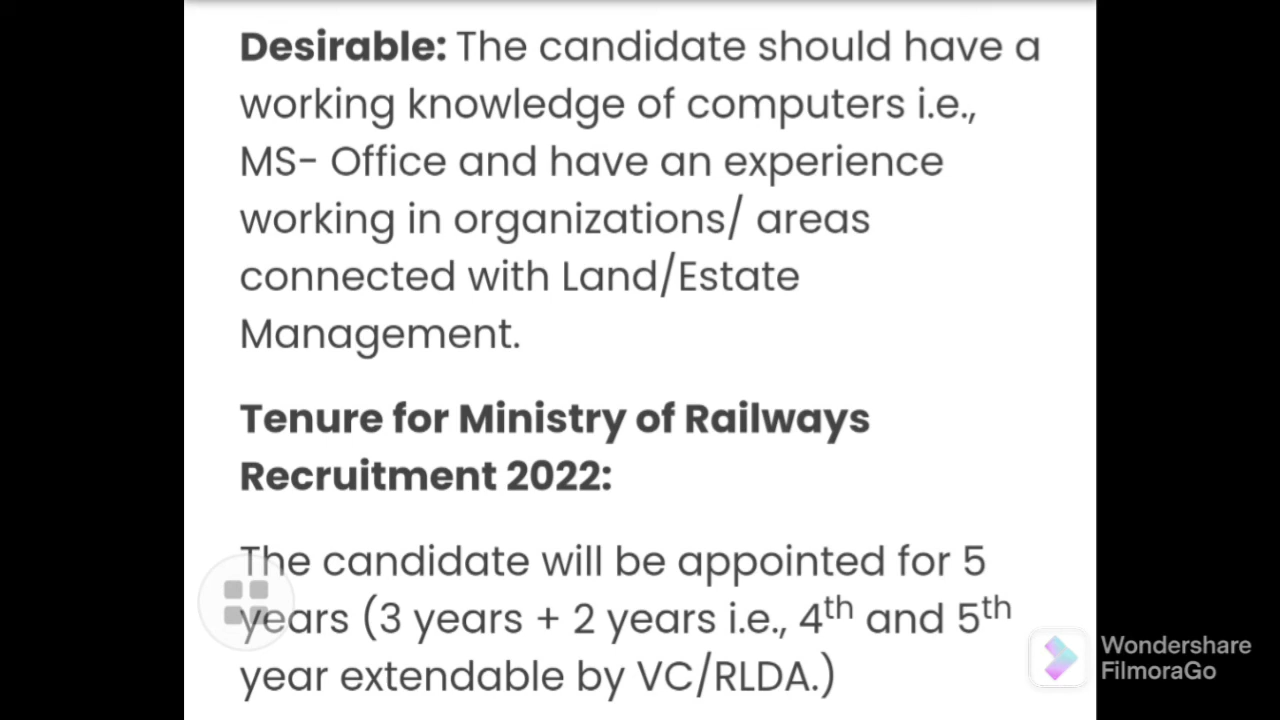 Desirable: The candidate should have a
working knowledge of computers i.e.,
MS- Office and have an experience
working in organizations/ areas
connected with Land/Estate
Management.
Tenure for Ministry of Railways
Recruitment 2022:
The candidate will be appointed for 5
years (3 years + 2 years i.e., 4th and 5th
year extendable by VC/RLDA.)
Wondershare
FilmoraGo